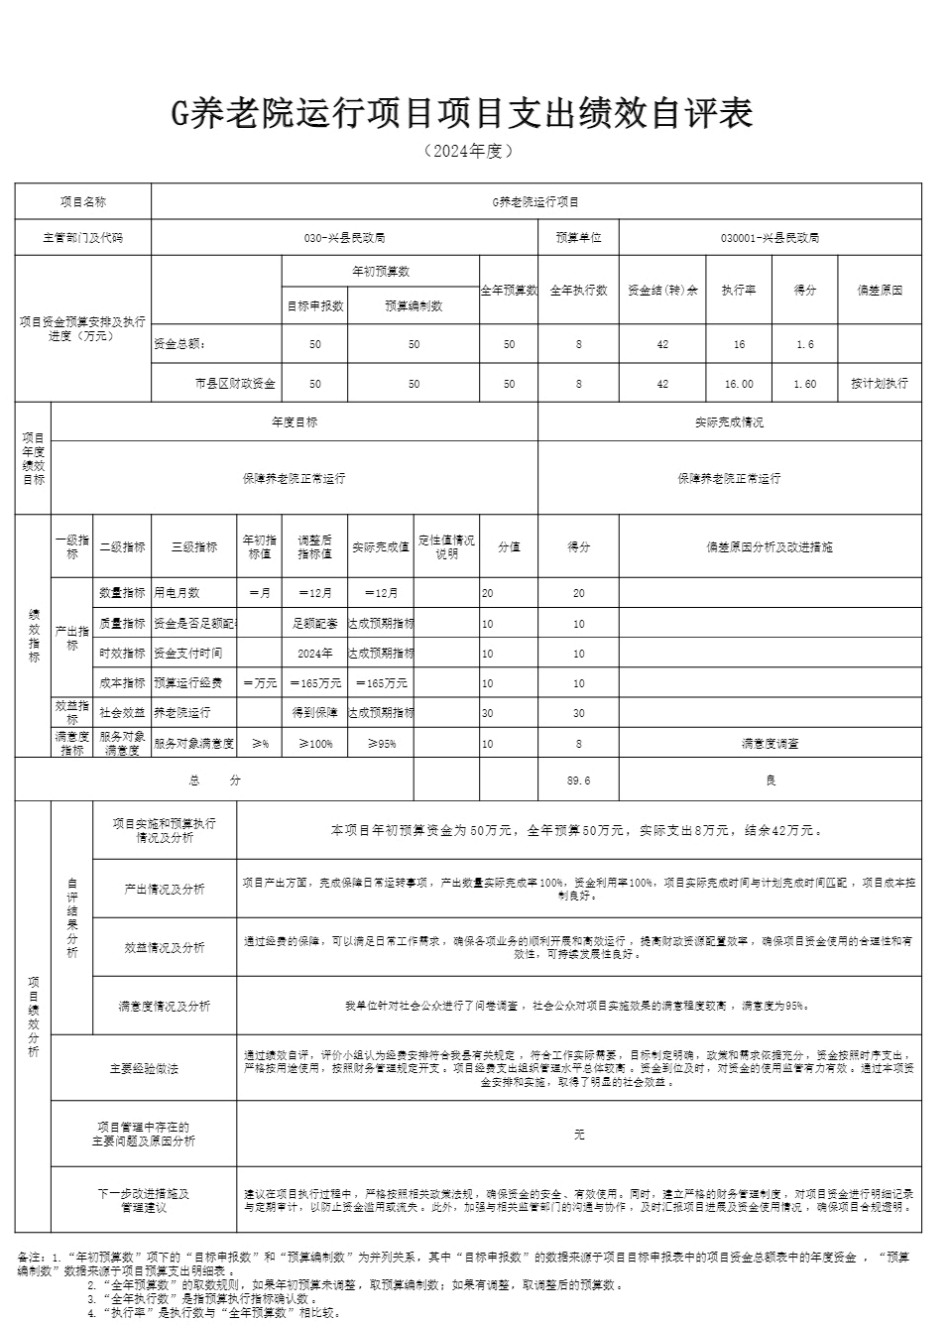 G养老院运行项目项目支出绩效自评表
（2024年度）
项目名称 G养老院运行项目
主管部门及代码 030-兴县民政局 预算单位 030001-兴县民政局
项目资金预算安排及执行
进度（万元）
年初预算数 全年预算数 全年执行数 资金结(转)余 执行率 得分 偏差原因
目标申报数 预算编制数
资金总额： 50 50 50 8 42 16 1.6
市县区财政资金 50 50 50 8 42 16.00 1.60 按计划执行
项目
年度
绩效
目标
年度目标 实际完成情况
保障养老院正常运行 保障养老院正常运行
绩
效
指
标
一级指
标
二级指标 三级指标
年初指
标值
调整后
指标值
实际完成值
定性值情况
说明
分值 得分 偏差原因分析及改进措施
产出指
标
数量指标 用电月数 ＝月 ＝12月 ＝12月 20 20
质量指标 资金是否足额配 足额配套 达成预期指标 10 10
时效指标 资金支付时间 2024年 达成预期指标 10 10
成本指标 预算运行经费 ＝万元 ＝165万元 ＝165万元 10 10
效益指
标
社会效益 养老院运行 得到保障 达成预期指标 30 30
满意度
指标
服务对象
满意度
服务对象满意度 ≥% ≥100% ≥95% 10 8 满意度调查
总 分 89.6 良
项
目
绩
效
分
析
自
评
结
果
分
析
项目实施和预算执行
情况及分析
本项目年初预算资金为50万元，全年预算50万元，实际支出8万元，结余42万元。
产出情况及分析
项目产出方面，完成保障日常运转事项，产出数量实际完成率100%，资金利用率100%，项目实际完成时间与计划完成时间匹配，项目成本控
制良好。
效益情况及分析
通过经费的保障，可以满足日常工作需求，确保各项业务的顺利开展和高效运行，提高财政资源配置效率，确保项目资金使用的合理性和有
效性，可持续发展性良好。
满意度情况及分析
我单位针对社会公众进行了问卷调查，社会公众对项目实施效果的满意程度较高，满意度为95%。
主要经验做法
通过绩效自评，评价小组认为经费安排符合我县有关规定，符合工作实际需要，目标制定明确，政策和需求依据充分，资金按照时序支出，
严格按用途使用，按照财务管理规定开支。项目经费支出组织管理水平总体较高。资金到位及时，对资金的使用监管有力有效。通过本项资
金安排和实施，取得了明显的社会效益。
项目管理中存在的
主要问题及原因分析
无
下一步改进措施及
管理建议
建议在项目执行过程中，严格按照相关政策法规，确保资金的安全、有效使用。同时，建立严格的财务管理制度，对项目资金进行明细记录
与定期审计，以防止资金滥用或流失。此外，加强与相关监管部门的沟通与协作，及时汇报项目进展及资金使用情况，确保项目合规透明。
备注：1.“年初预算数”项下的“目标申报数”和“预算编制数”为并列关系，其中“目标申报数”的数据来源于项目目标申报表中的项目资金总额表中的年度资金，“预算
编制数”数据来源于项目预算支出明细表。
2.“全年预算数”的取数规则，如果年初预算未调整，取预算编制数；如果有调整，取调整后的预算数。
3.“全年执行数”是指预算执行指标确认数。
4.“执行率”是执行数与“全年预算数”相比较。